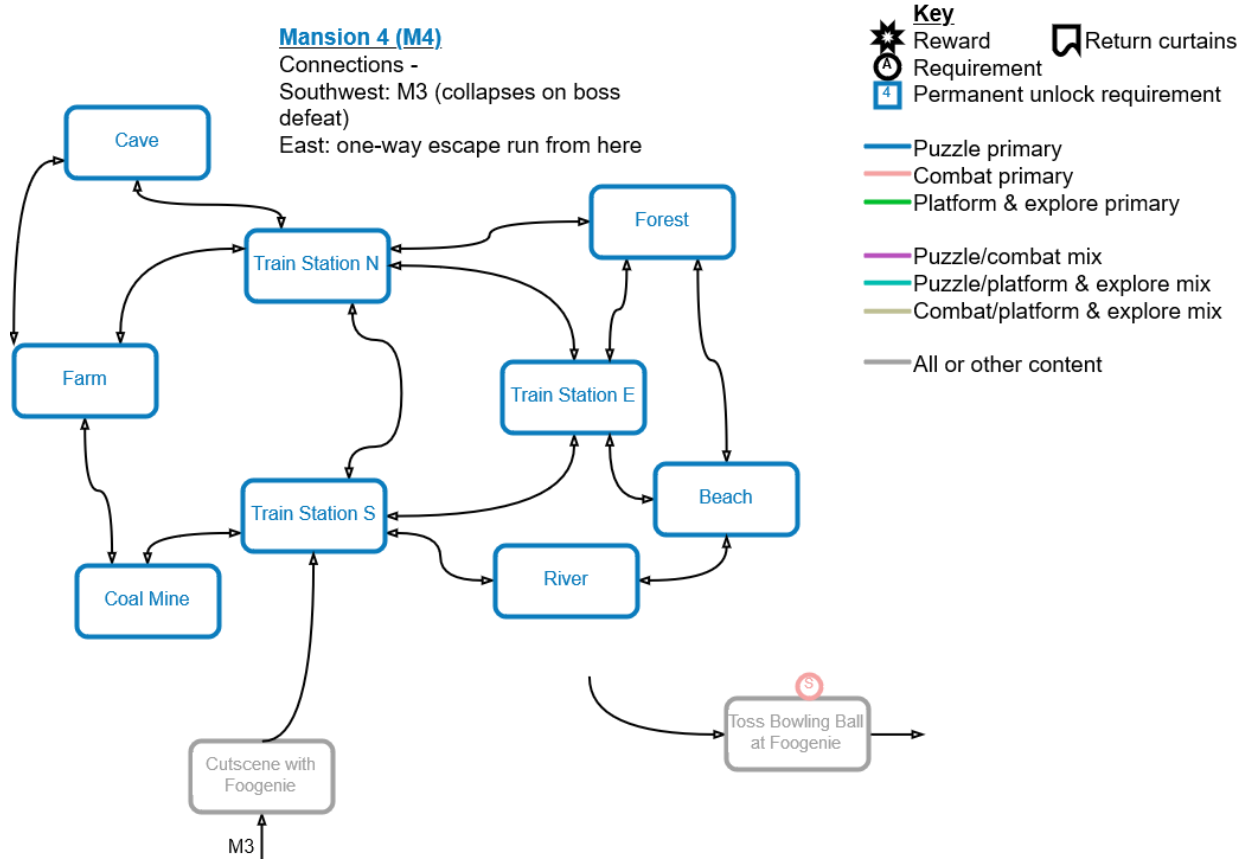 Mansion 4 (M4)
Connections -
Southwest: M3 (collapses on boss
defeat)
East: one-way escape run from here
Key
Reward
Return curtains
A
Requirement
4
Permanent unlock requirement
Puzzle primary
Combat primary
Platform & explore primary
Puzzle/combat mix
Puzzle/platform & explore mix
Combat/platform & explore mix
All or other content
Cave
Forest
Train Station N
Farm
Train Station E
Beach
Train Station S
River
Coal Mine
S
Toss Bowling Ball
at Foogenie
Cutscene with
Foogenie
M3